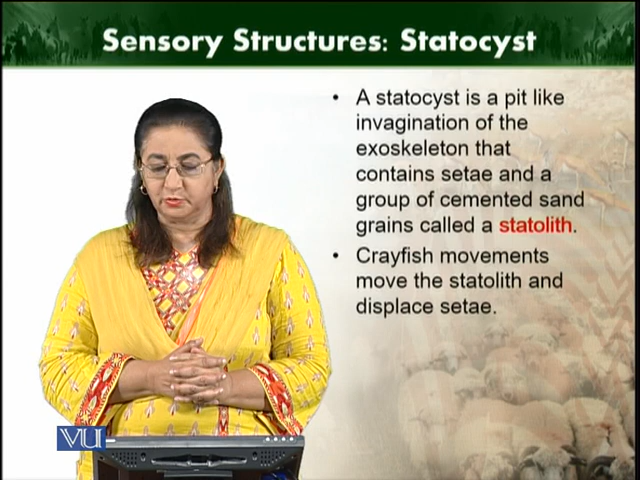 Sensory Structures: Statocyst
• A statocyst is a pit like
invagination of the
exoskeleton that
contains setae and a
group of cemented sand
grains called a statolith.
• Crayfish movements
move the statolith and
displace setae.
VU